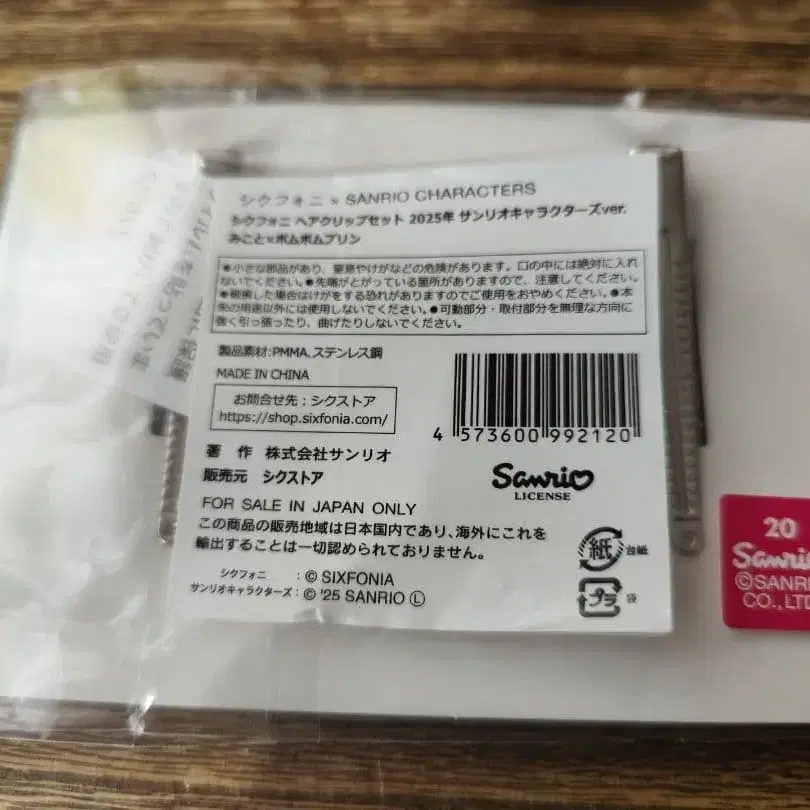 シクフォニ × SANRIO CHARACTERS
シクフォニ ヘアクリップセット 2025年 サンリオキャラクターズver.
みこと×ポムポムプリン
●小さな部品があり、窒息やけがなどの危険があります。口の中には絶対に入れ
ないでください。●先端がとがっている箇所がありますので、注意してください。
●破損した場合はけがをする恐れがありますのでご使用をおやめください。●本
来の用途以外には使用しないでください。●可動部分・取付部分を無理な方向に
強く引っ張ったり、曲げたりしないでください。
製品素材:PMMA、ステンレス鋼
MADE IN CHINA
お問合せ先：シクストア
https://shop.sixfonia.com/
4 573600 992120
著 作 株式会社サンリオ
販売元 シクストア
Sanrio
LICENSE
FOR SALE IN JAPAN ONLY
この商品の販売地域は日本国内であり、海外にこれを
輸出することは一切認められておりません。
紙 台紙
プラ 袋
シクフォニ ：© SIXFONIA
サンリオキャラクターズ：© '25 SANRIO Ⓛ
20
©SANRI
CO., LTD